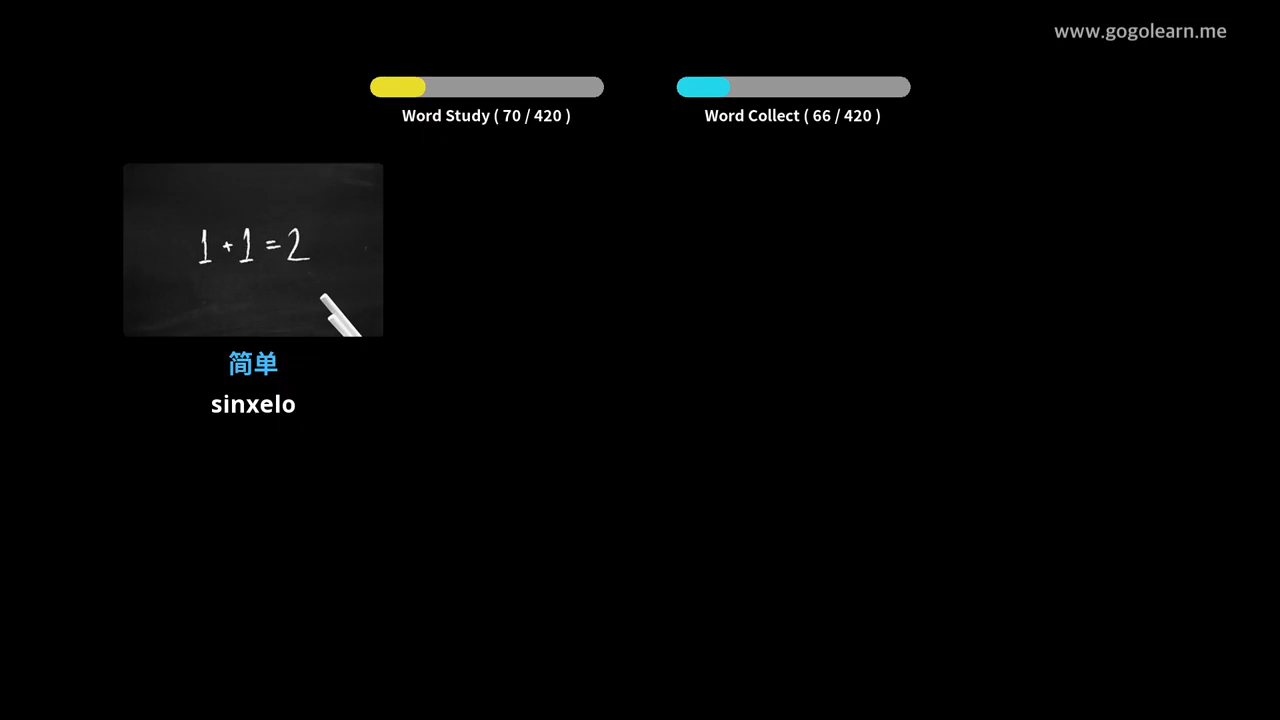 www.gogolearn.me
Word Study ( 70 / 420 )
Word Collect ( 66 / 420 )
1 + 1 = 2
简单
sinxelo